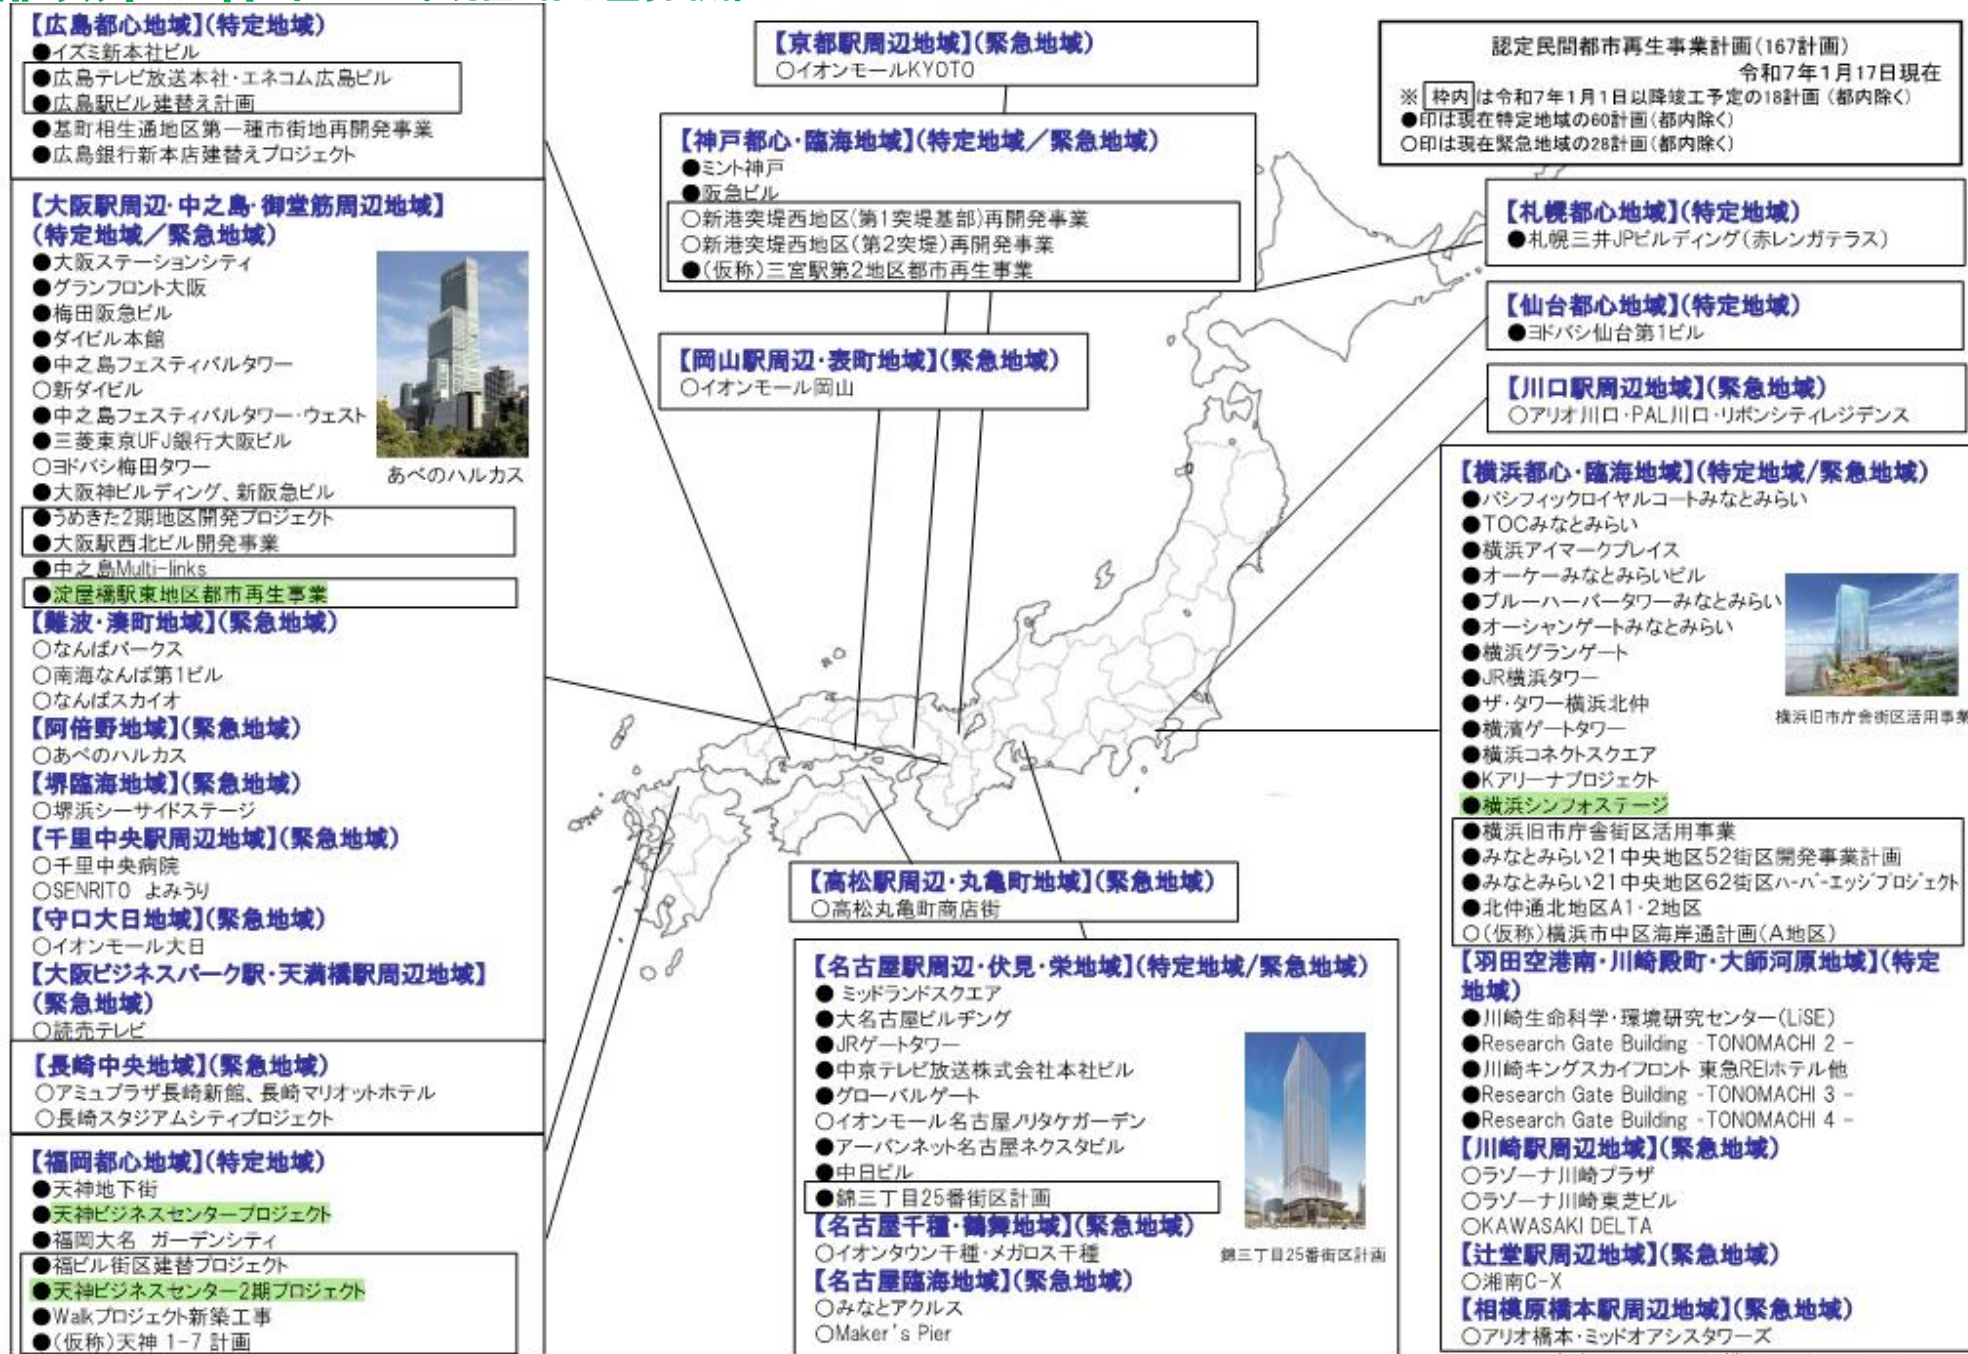 【広島都心地域】(特定地域)
●イズミ新本社ビル
●広島テレビ放送本社・エネコム広島ビル
●広島駅ビル建替え計画
●基町相生通地区第一種市街地再開発事業
●広島銀行新本店建替えプロジェクト
【大阪駅周辺・中之島・御堂筋周辺地域】
(特定地域／緊急地域)
●大阪ステーションシティ
●グランフロント大阪
●梅田阪急ビル
●ダイビル本館
●中之島フェスティバルタワー
○新ダイビル
●中之島フェスティバルタワー・ウェスト
●三菱東京UFJ銀行大阪ビル
○ヨドバシ梅田タワー
●大阪神ビルディング、新阪急ビル
●うめきた2期地区開発プロジェクト
●大阪駅西北ビル開発事業
●中之島Multi-links
●淀屋橋駅東地区都市再生事業
あべのハルカス
【難波・湊町地域】(緊急地域)
○なんばパークス
○南海なんば第1ビル
○なんばスカイオ
【阿倍野地域】(緊急地域)
○あべのハルカス
【堺臨海地域】(緊急地域)
○堺浜シーサイドステージ
【千里中央駅周辺地域】(緊急地域)
○千里中央病院
○SENRITO よみうり
【守口大日地域】(緊急地域)
○イオンモール大日
【大阪ビジネスパーク駅・天満橋駅周辺地域】
(緊急地域)
○読売テレビ
【長崎中央地域】(緊急地域)
○アミュプラザ長崎新館、長崎マリオットホテル
○長崎スタジアムシティプロジェクト
【福岡都心地域】(特定地域)
●天神地下街
●天神ビジネスセンタープロジェクト
●福岡大名 ガーデンシティ
●福ビル街区建替プロジェクト
●天神ビジネスセンター2期プロジェクト
●Walkプロジェクト新築工事
●(仮称)天神 1-7 計画
【京都駅周辺地域】(緊急地域)
○イオンモールKYOTO
【神戸都心・臨海地域】(特定地域／緊急地域)
●ミント神戸
●阪急ビル
○新港突堤西地区(第1突堤基部)再開発事業
○新港突堤西地区(第2突堤)再開発事業
●(仮称)三宮駅第2地区都市再生事業
【岡山駅周辺・表町地域】(緊急地域)
○イオンモール岡山
【高松駅周辺・丸亀町地域】(緊急地域)
○高松丸亀町商店街
【名古屋駅周辺・伏見・栄地域】(特定地域/緊急地域)
● ミッドランドスクエア
●大名古屋ビルヂング
●JRゲートタワー
●中京テレビ放送株式会社本社ビル
●グローバルゲート
○イオンモール名古屋ノリタケガーデン
●アーバンネット名古屋ネクスタビル
●中日ビル
●錦三丁目25番街区計画
錦三丁目25番街区計画
【名古屋千種・鶴舞地域】(緊急地域)
○イオンタウン千種・メガロス千種
【名古屋臨海地域】(緊急地域)
○みなとアクルス
○Maker's Pier
認定民間都市再生事業計画(167計画)
令和7年1月17日現在
※ 枠内は令和7年1月1日以降竣工予定の18計画 (都内除く)
●印は現在特定地域の60計画(都内除く)
○印は現在緊急地域の28計画(都内除く)
【札幌都心地域】(特定地域)
●札幌三井JPビルディング(赤レンガテラス)
【仙台都心地域】(特定地域)
●ヨドバシ仙台第1ビル
【川口駅周辺地域】(緊急地域)
○アリオ川口・PAL川口・リボンシティレジデンス
【横浜都心・臨海地域】(特定地域/緊急地域)
●パシフィックロイヤルコートみなとみらい
●TOCみなとみらい
●横浜アイマークプレイス
●オーケーみなとみらいビル
●ブルーハーバータワーみなとみらい
●オーシャンゲートみなとみらい
●横浜グランゲート
●JR横浜タワー
●ザ・タワー横浜北仲
●横濱ゲートタワー
●横浜コネクトスクエア
●Kアリーナプロジェクト
●横浜シンフォステージ
●横浜旧市庁舎街区活用事業
●みなとみらい21中央地区52街区開発事業計画
●みなとみらい21中央地区62街区ハーバーエッジプロジェクト
●北仲通北地区A1・2地区
○(仮称)横浜市中区海岸通計画(A地区)
横浜旧市庁舎街区活用事業
【羽田空港南・川崎殿町・大師河原地域】(特定
地域)
●川崎生命科学・環境研究センター(LiSE)
●Research Gate Building -TONOMACHI 2 -
●川崎キングスカイフロント 東急REIホテル他
●Research Gate Building -TONOMACHI 3 -
●Research Gate Building -TONOMACHI 4 -
【川崎駅周辺地域】(緊急地域)
○ラゾーナ川崎プラザ
○ラゾーナ川崎東芝ビル
○KAWASAKI DELTA
【辻堂駅周辺地域】(緊急地域)
○湘南C-X
【相模原橋本駅周辺地域】(緊急地域)
○アリオ橋本・ミッドオアシスタワーズ